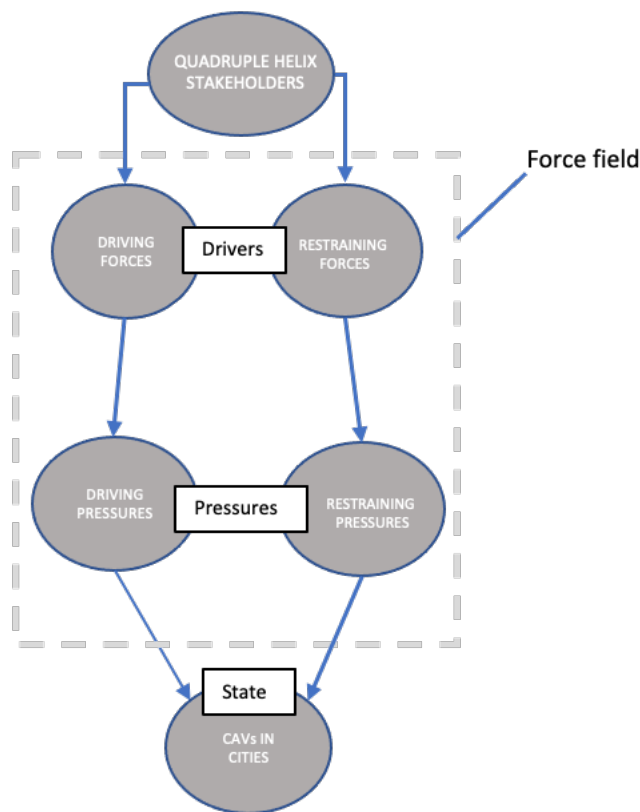 QUADRUPLE HELIX
STAKEHOLDERS
Force field
DRIVING
FORCES
Drivers
RESTRAINING
FORCES
DRIVING
PRESSURES
Pressures
RESTRAINING
PRESSURES
State
CAVs IN
CITIES